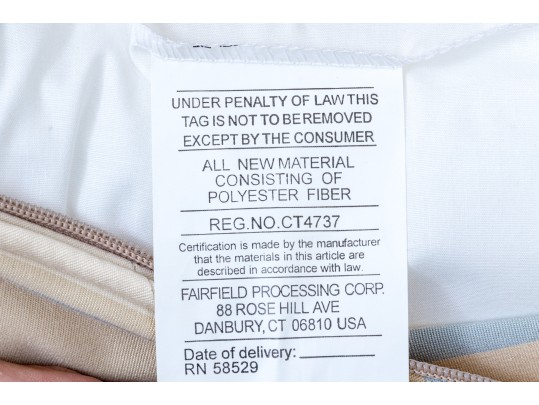 UNDER PENALTY OF LAW THIS
TAG IS NOT TO BE REMOVED
EXCEPT BY THE CONSUMER
ALL NEW MATERIAL
CONSISTING OF
POLYESTER FIBER
REG.NO.CT4737
Certification is made by the manufacturer
that the materials in this article are
described in accordance with law.
FAIRFIELD PROCESSING CORP.
88 ROSE HILL AVE
DANBURY, CT 06810 USA
Date of delivery:
RN 58529